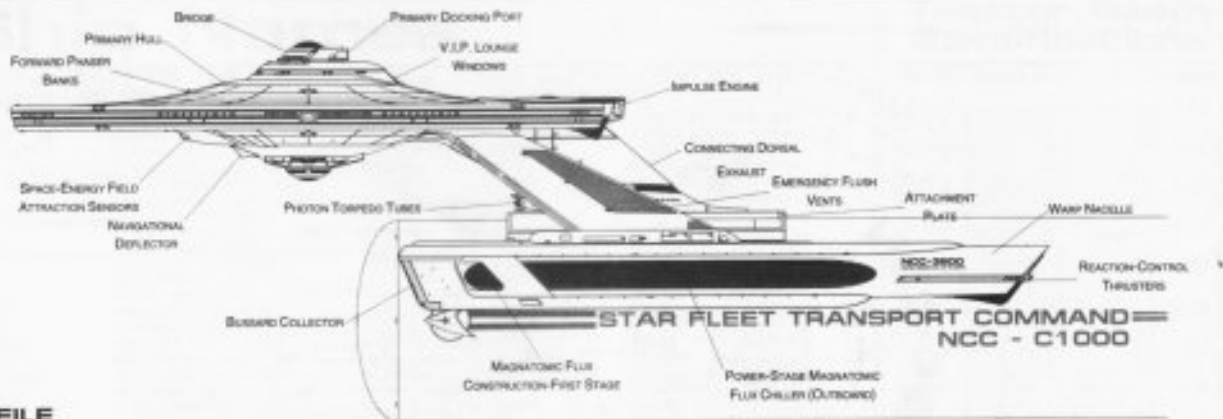 BRIDGE
PRIMARY DOCKING PORT
PRIMARY HULL
V.I.P. LOUNGE
WINDOWS
FORWARD PHASER
BANKS
IMPULSE ENGINE
CONNECTING DORSAL
EXHAUST
EMERGENCY FLUSH
VENTS
ATTACHMENT
PLATE
WARP NACELLE
SPACE-ENERGY FIELD
ATTRACTION SENSORS
NAVIGATIONAL
DEFLECTOR
PHOTON TORPEDO TUBES
NCC-3800
REACTION-CONTROL
THRUSTERS
BUSSARD COLLECTOR
STAR FLEET TRANSPORT COMMAND
NCC - C1000
MAGNATOMIC FLUX
CONSTRUCTION-FIRST STAGE
POWER-STAGE MAGNATOMIC
FLUX CHILLER (OUTBOARD)
FILE